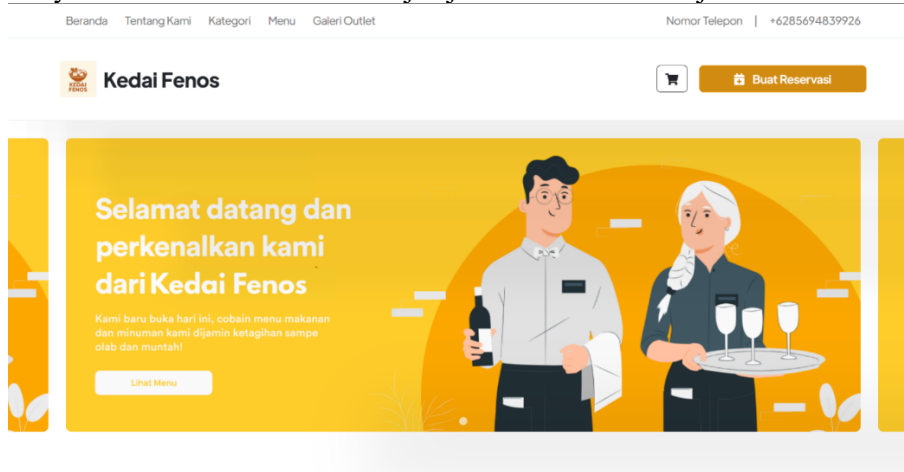 Beranda Tentang Kami Kategori Menu Galeri Outlet Nomor Telepon | +6285694839926
KEDAI
FENOS
Kedai Fenos
Buat Reservasi
Selamat datang dan
perkenalkan kami
dari Kedai Fenos
Kami baru buka hari ini, cobain menu makanan
dan minuman kami dijamin ketagihan sampe
olab dan muntah!
Lihat Menu